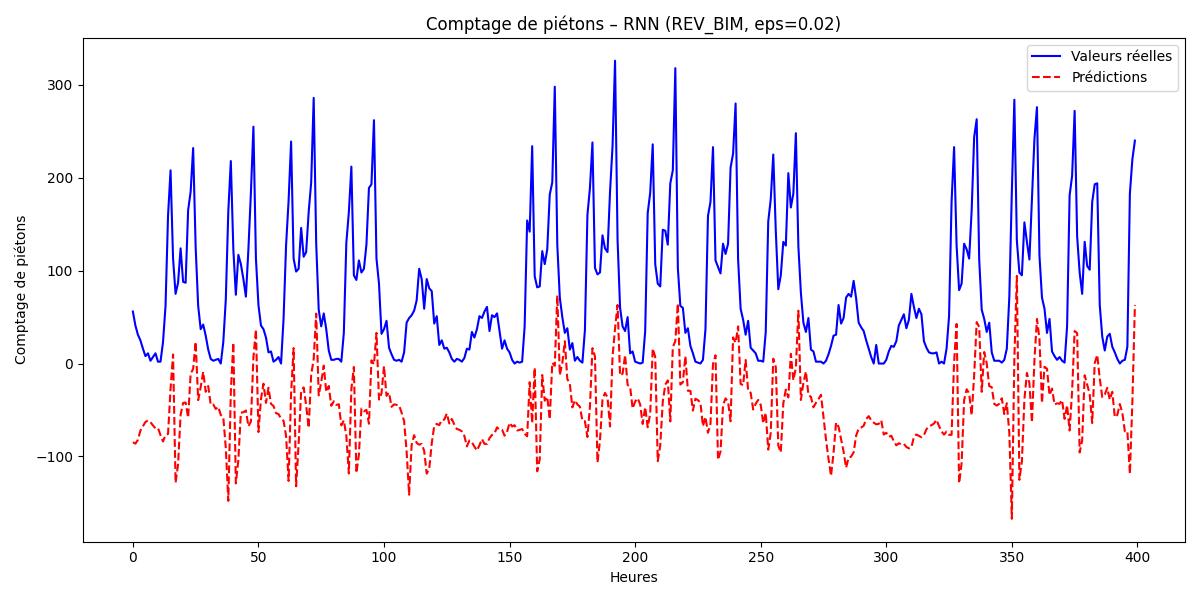 Comptage de piétons – RNN (REV_BIM, eps=0.02)
Valeurs réelles
Prédictions
Comptage de piétons
300
200
100
0
−100
0 50 100 150 200 250 300 350 400
Heures